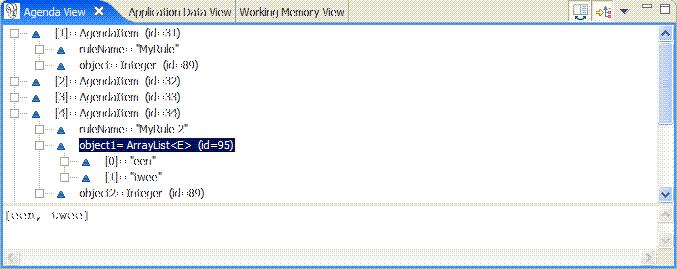 Agenda View Application Data View Working Memory View
[1]= AgendaItem (id=31)
ruleName= "MyRule"
object= Integer (id=89)
[2]= AgendaItem (id=32)
[3]= AgendaItem (id=33)
[4]= AgendaItem (id=34)
ruleName= "MyRule 2"
object1= ArrayList<E> (id=95)
[0]= "een"
[1]= "twee"
object2= Integer (id=89)
[een, twee]